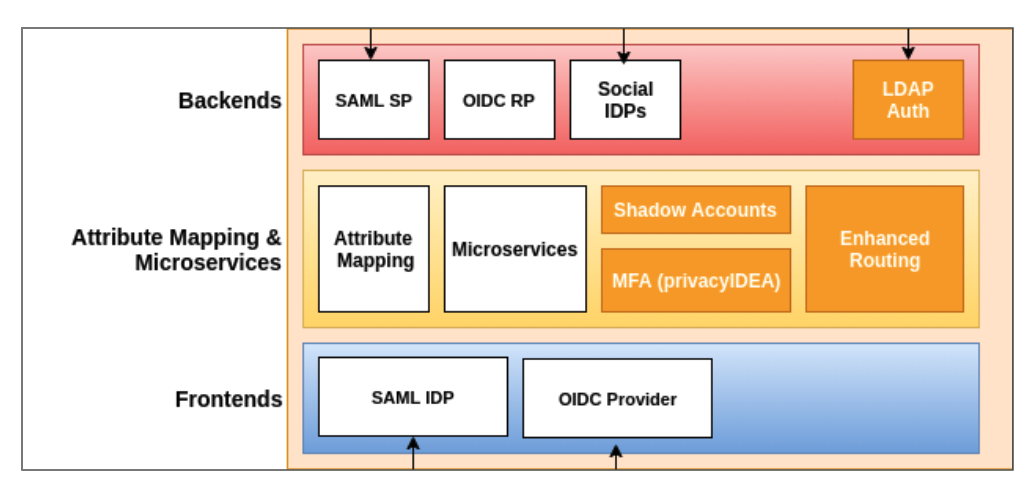 Backends
SAML SP
OIDC RP
Social
IDPs
LDAP
Auth
Attribute Mapping &
Microservices
Attribute
Mapping
Microservices
Shadow Accounts
MFA (privacyIDEA)
Enhanced
Routing
Frontends
SAML IDP
OIDC Provider